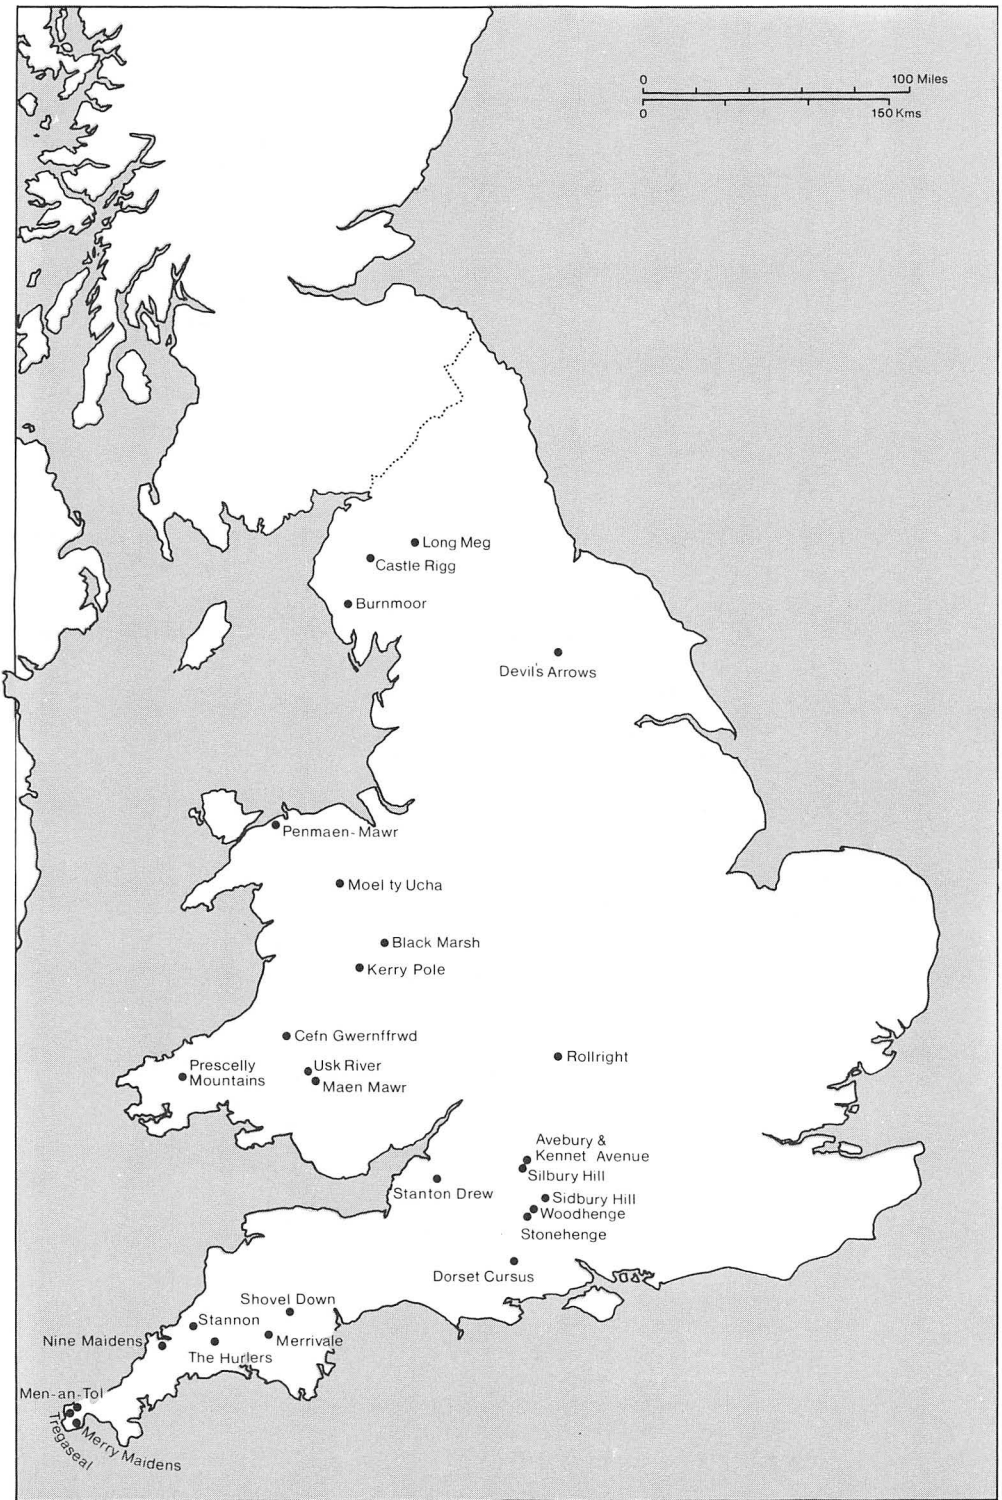 0 100 Miles
0 150 Kms
Long Meg
Castle Rigg
Burnmoor
Devil's Arrows
Penmaen-Mawr
Moel ty Ucha
Black Marsh
Kerry Pole
Cefn Gwernffrwd
Rollright
Prescelly
Mountains
Usk River
Maen Mawr
Avebury &
Kennet Avenue
Silbury Hill
Stanton Drew
Sidbury Hill
Woodhenge
Stonehenge
Dorset Cursus
Shovel Down
Stannon
Nine Maidens
Merrivale
The Hurlers
Men-an-Tol
Tregaseal
Merry Maidens